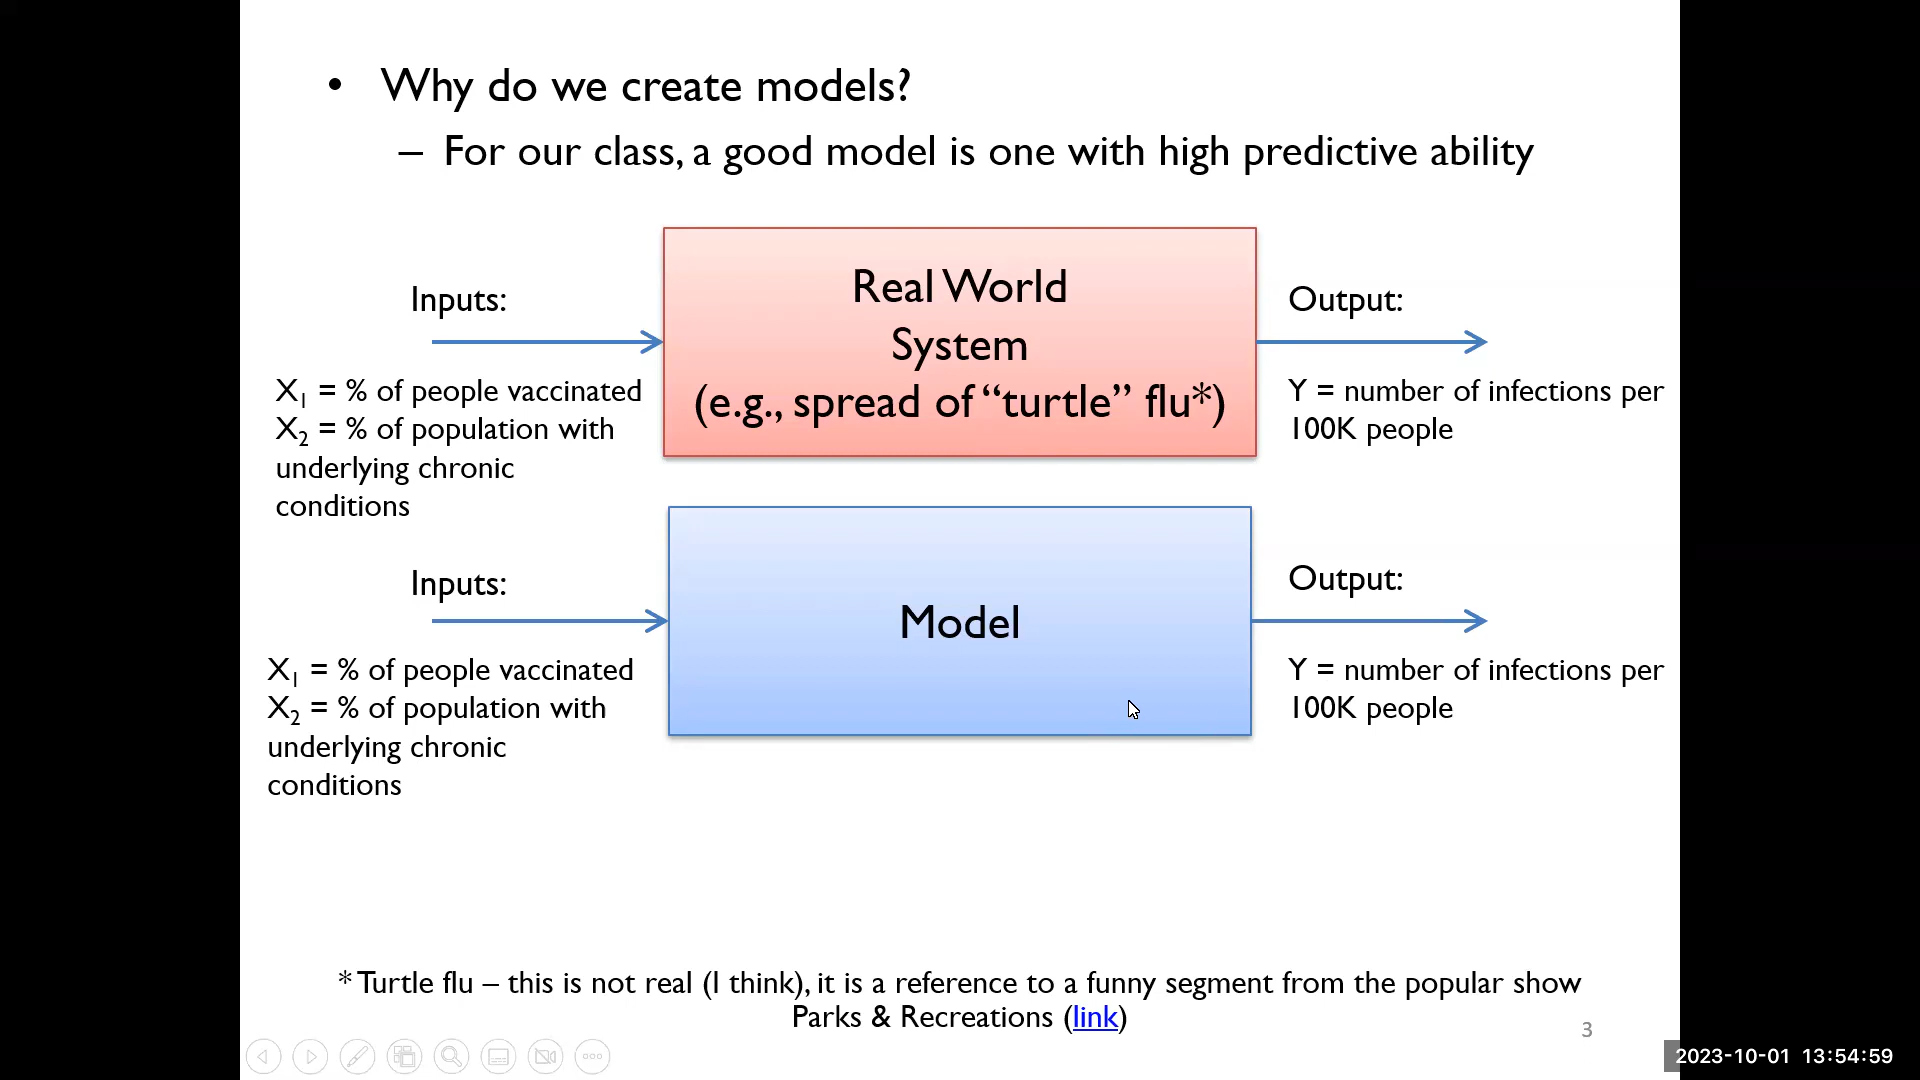 • Why do we create models?
– For our class, a good model is one with high predictive ability
Inputs:
X₁ = % of people vaccinated
X₂ = % of population with
underlying chronic
conditions
Real World
System
(e.g., spread of “turtle” flu*)
Output:
Y = number of infections per
100K people
Inputs:
X₁ = % of people vaccinated
X₂ = % of population with
underlying chronic
conditions
Model
Output:
Y = number of infections per
100K people
* Turtle flu – this is not real (I think), it is a reference to a funny segment from the popular show
Parks & Recreations (link)
3
2023-10-01 13:54:59